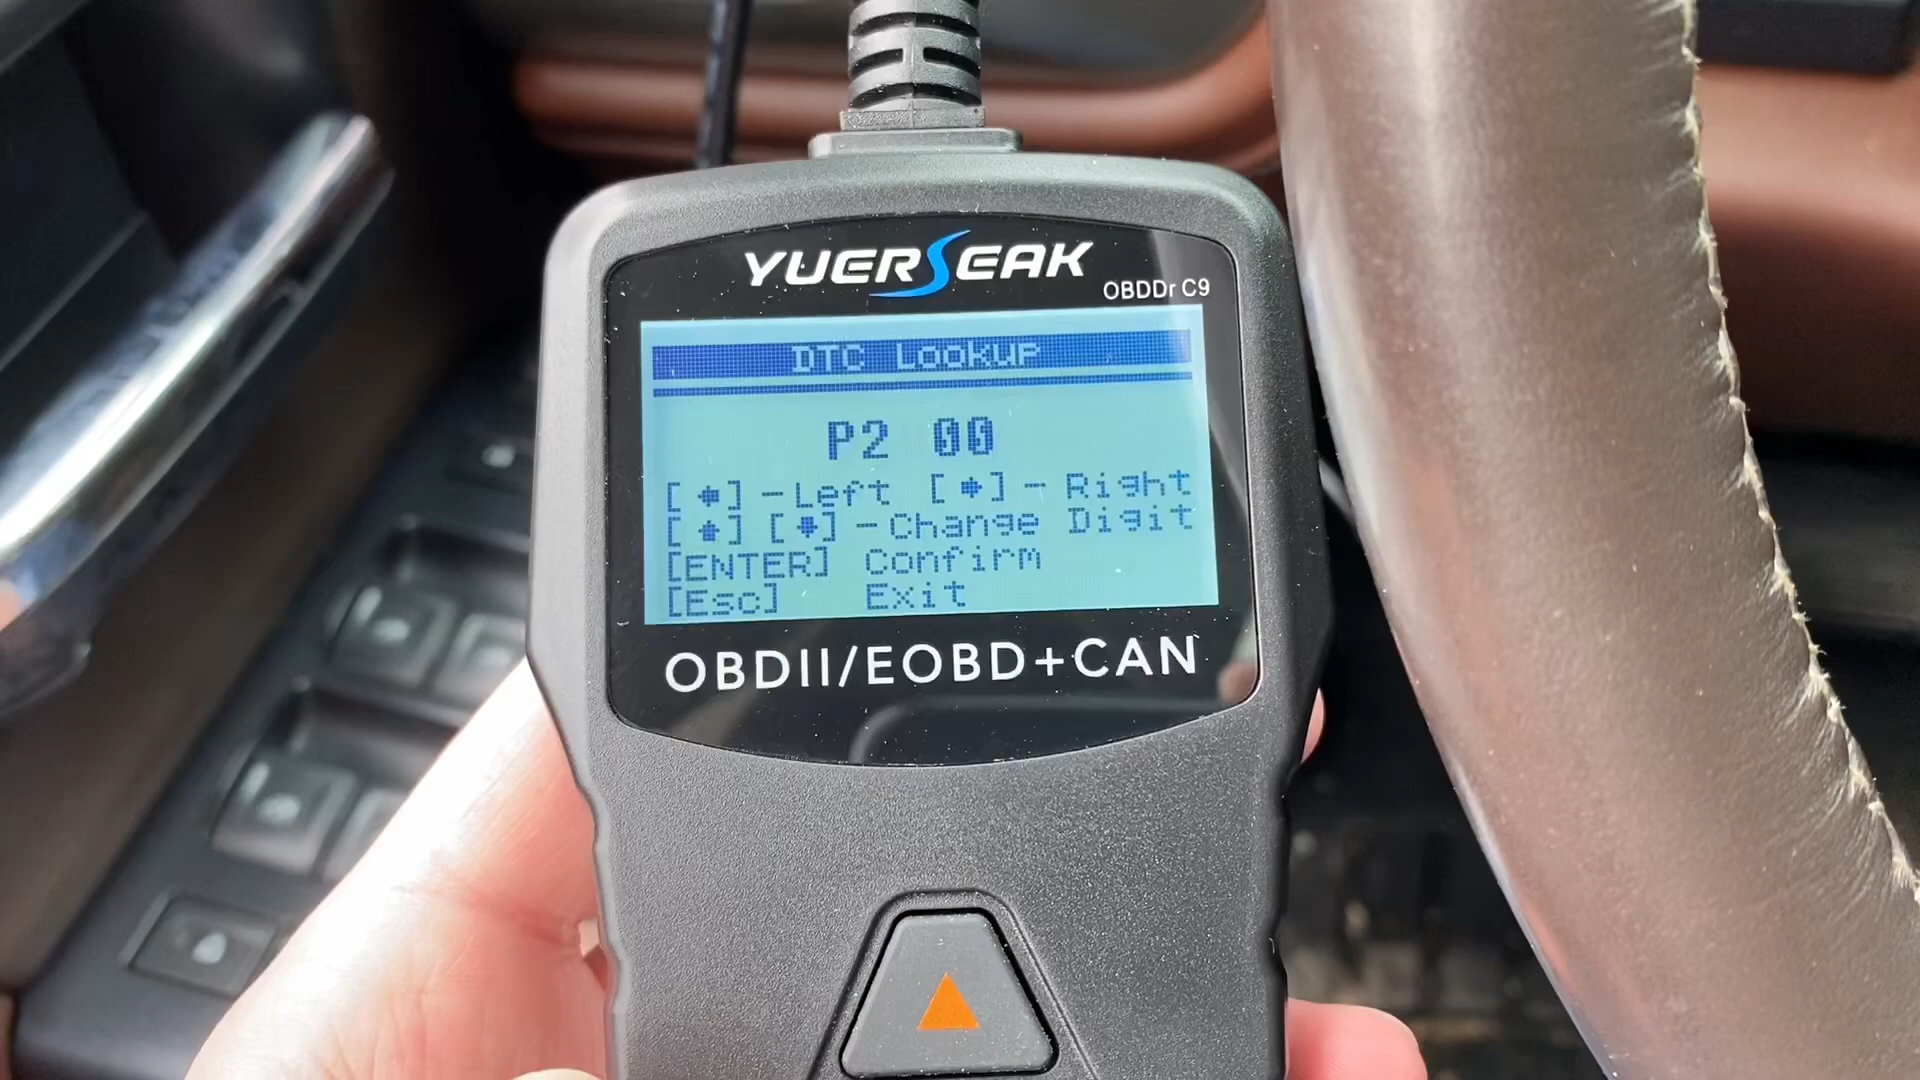 YUERSEAK
OBDDr C9
DTC Lookup
P2 00
[←]-Left [→]- Right
[↑][↓]-Change Digit
[ENTER] Confirm
[Esc] Exit
OBDII/EOBD+CAN